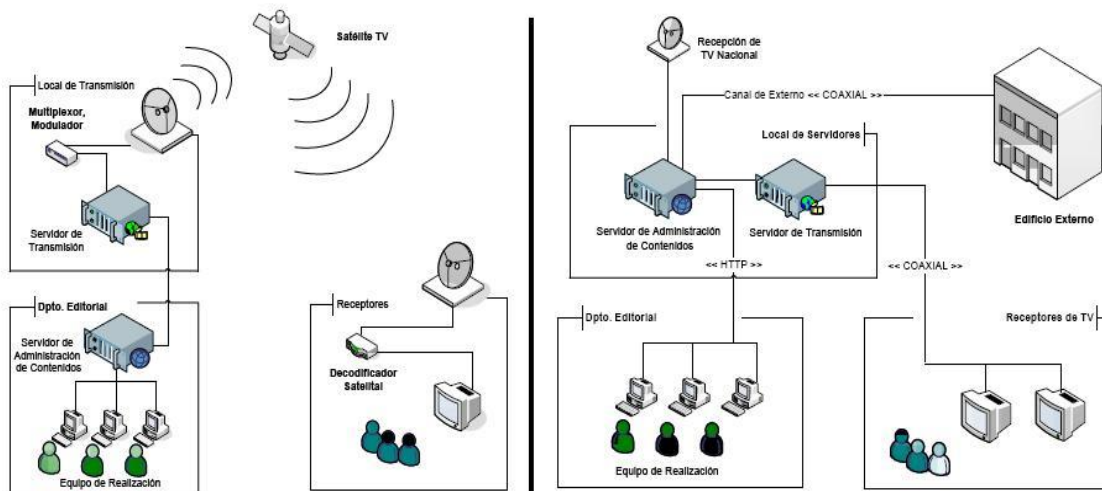 Satélite TV
Local de Transmisión
Multiplexor,
Modulador
Servidor de
Transmisión
Dpto. Editorial
Servidor de
Administración
de Contenidos
Equipo de Realización
Receptores
Decodificador
Satelital
Recepción de
TV Nacional
Canal de Externo << COAXIAL >>
Local de Servidores
Edificio Externo
Servidor de Administración
de Contenidos
Servidor de Transmisión
<< HTTP >>
<< COAXIAL >>
Dpto. Editorial
Receptores de TV
Equipo de Realización